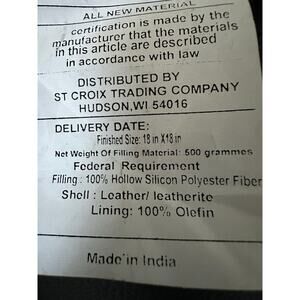 ALL NEW MATERIAL
certification is made by the
manufacturer that the materials
in this article are described
in accordance with law
DISTRIBUTED BY
ST CROIX TRADING COMPANY
HUDSON,WI 54016
DELIVERY DATE:
Finished Size: 18 in X18 in
Net Weight Of Filling Material: 500 grammes
Federal Requirement
Filling : 100% Hollow Silicon Polyester Fiber
Shell : Leather/ leatherite
Lining: 100% Olefin
Made in India